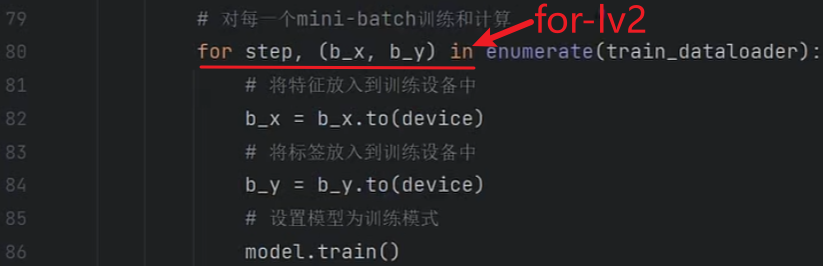 79 # 对每一个mini-batch训练和计算
for-lv2
80 for step, (b_x, b_y) in enumerate(train_dataloader):
81 # 将特征放入到训练设备中
82 b_x = b_x.to(device)
83 # 将标签放入到训练设备中
84 b_y = b_y.to(device)
85 # 设置模型为训练模式
86 model.train()